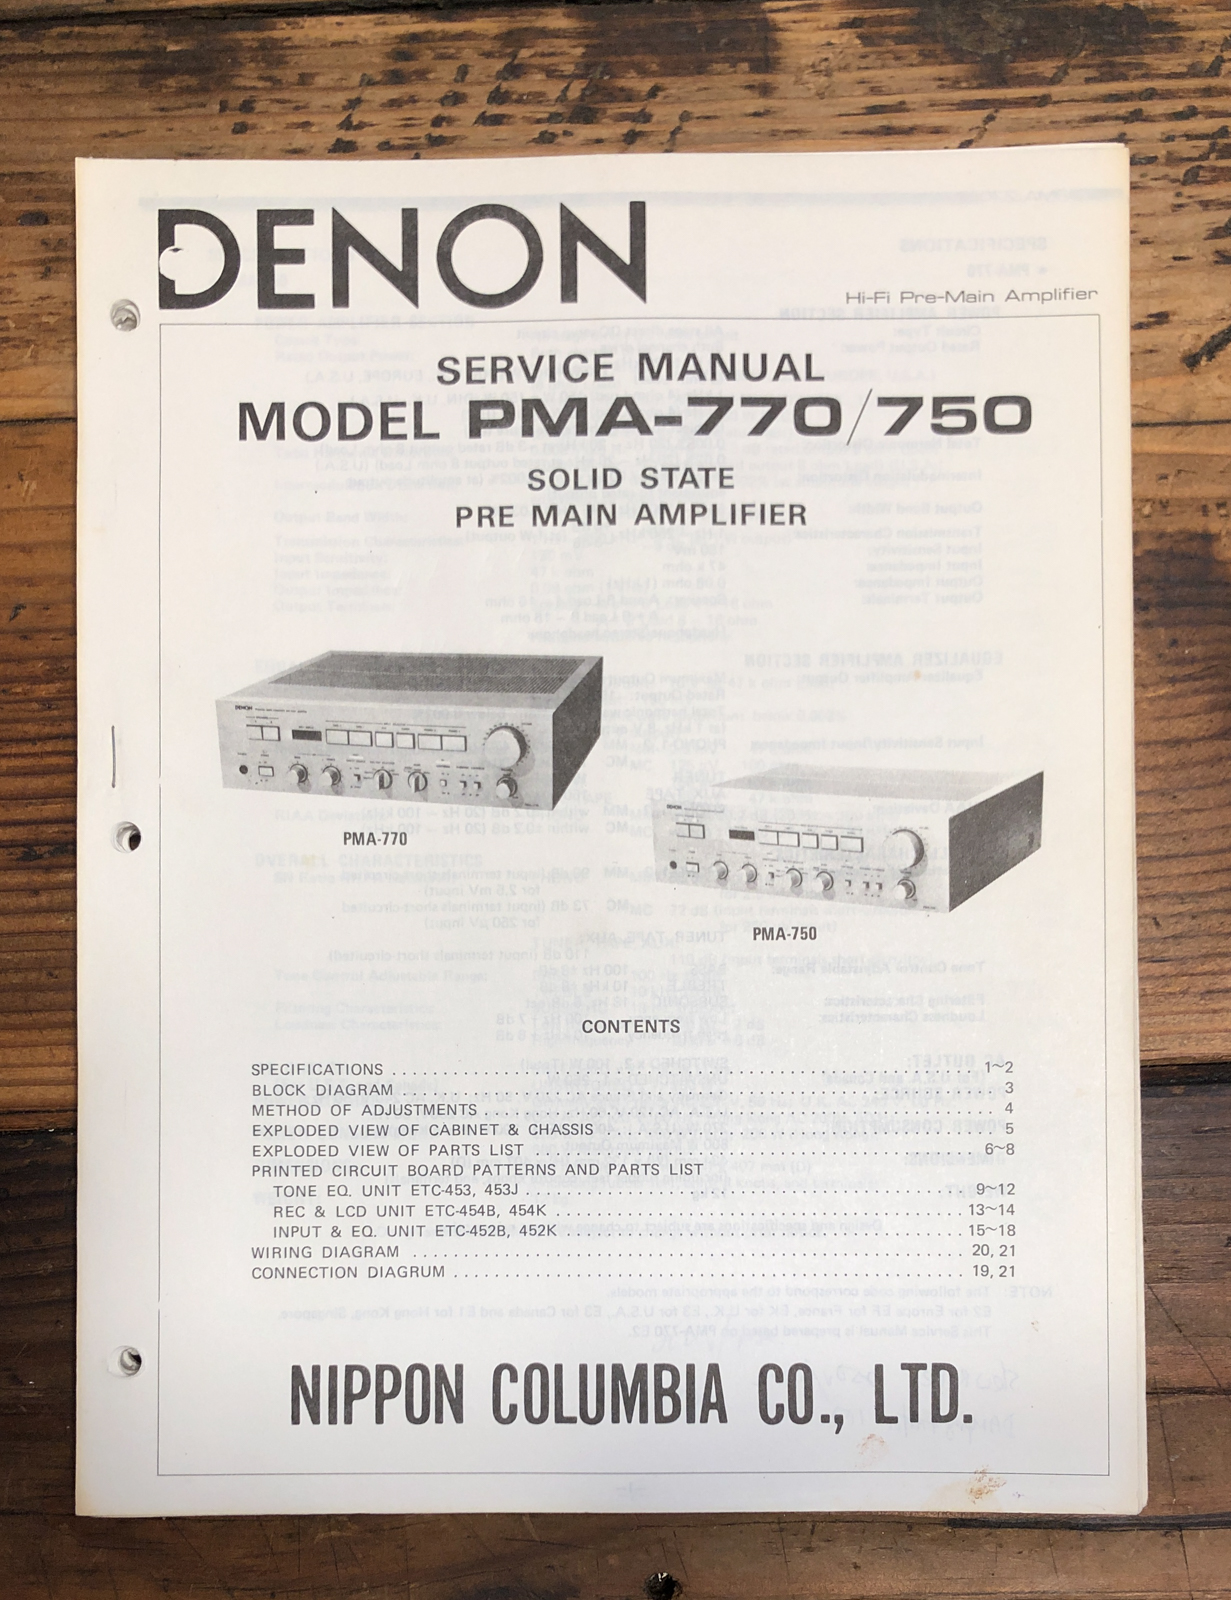 DENON
Hi-Fi Pre-Main Amplifier
SERVICE MANUAL
MODEL PMA-770/750
SOLID STATE
PRE MAIN AMPLIFIER
DENON
PMA-770
DENON
PMA-750
CONTENTS
SPECIFICATIONS . . . . . . . . . . . . . . . . . . . . 1~2
BLOCK DIAGRAM . . . . . . . . . . . . . . . . . . . . 3
METHOD OF ADJUSTMENTS . . . . . . . . . . . . . . . . . . . . 4
EXPLODED VIEW OF CABINET & CHASSIS . . . . . . . . . . . . . . . . . . . . 5
EXPLODED VIEW OF PARTS LIST . . . . . . . . . . . . . . . . . . . . 6~8
PRINTED CIRCUIT BOARD PATTERNS AND PARTS LIST
TONE EQ. UNIT ETC-453, 453J . . . . . . . . . . . . . . . . . . . . 9~12
REC & LCD UNIT ETC-454B, 454K . . . . . . . . . . . . . . . . . . . . 13~14
INPUT & EQ. UNIT ETC-452B, 452K . . . . . . . . . . . . . . . . . . . . 15~18
WIRING DIAGRAM . . . . . . . . . . . . . . . . . . . . 20, 21
CONNECTION DIAGRUM . . . . . . . . . . . . . . . . . . . . 19, 21
NIPPON COLUMBIA CO., LTD.